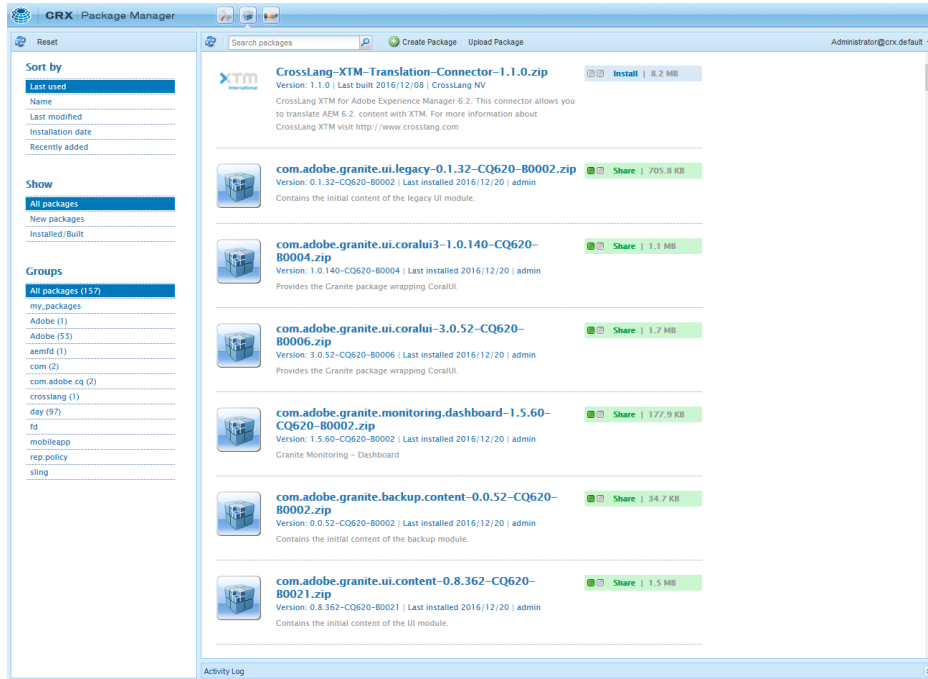 CRX Package Manager
Reset
Sort by
Last used
Name
Last modified
Installation date
Recently added
Show
All packages
New packages
Installed/Built
Groups
All packages (157)
my_packages
Adobe (1)
Adobe (53)
aemfd (1)
com (2)
com.adobe.cq (2)
crosslang (1)
day (97)
fd
mobileapp
rep:policy
sling
Search packages
Create Package
Upload Package
Administrator@crx.default
XTM
International
CrossLang-XTM-Translation-Connector-1.1.0.zip
Install | 8.2 MB
Version: 1.1.0 | Last built 2016/12/08 | CrossLang NV
CrossLang XTM for Adobe Experience Manager 6.2. This connector allows you
to translate AEM 6.2. content with XTM. For more information about
CrossLang XTM visit http://www.crosslang.com
com.adobe.granite.ui.legacy-0.1.32-CQ620-B0002.zip
Share | 705.8 KB
Version: 0.1.32-CQ620-B0002 | Last installed 2016/12/20 | admin
Contains the initial content of the legacy UI module.
com.adobe.granite.ui.coralui3-1.0.140-CQ620-
B0004.zip
Share | 1.1 MB
Version: 1.0.140-CQ620-B0004 | Last installed 2016/12/20 | admin
Provides the Granite package wrapping CoralUI.
com.adobe.granite.ui.coralui-3.0.52-CQ620-
B0006.zip
Share | 1.7 MB
Version: 3.0.52-CQ620-B0006 | Last installed 2016/12/20 | admin
Provides the Granite package wrapping CoralUI.
com.adobe.granite.monitoring.dashboard-1.5.60-
CQ620-B0002.zip
Share | 177.9 KB
Version: 1.5.60-CQ620-B0002 | Last installed 2016/12/20 | admin
Granite Monitoring - Dashboard
com.adobe.granite.backup.content-0.0.52-CQ620-
B0002.zip
Share | 34.7 KB
Version: 0.0.52-CQ620-B0002 | Last installed 2016/12/20 | admin
Contains the initial content of the backup module.
com.adobe.granite.ui.content-0.8.362-CQ620-
B0021.zip
Share | 1.5 MB
Version: 0.8.362-CQ620-B0021 | Last installed 2016/12/20 | admin
Contains the initial content of the UI module.
Activity Log